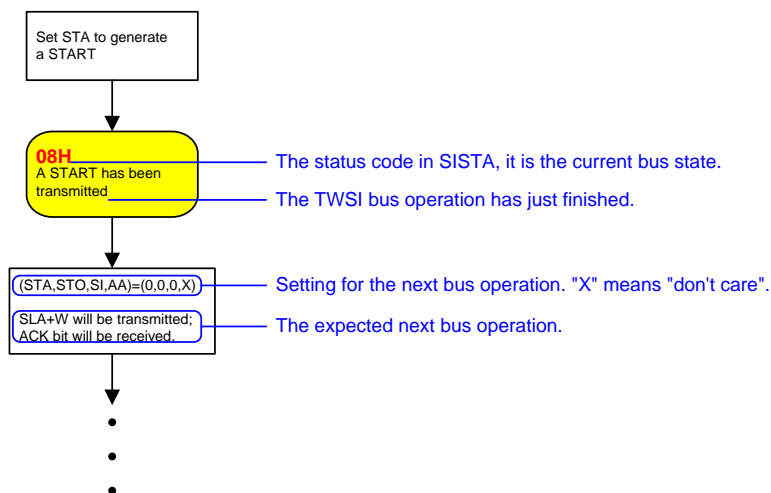 Set STA to generate
a START
08H
A START has been
transmitted
The status code in SISTA, it is the current bus state.
The TWSI bus operation has just finished.
(STA,STO,SI,AA)=(0,0,0,X)
Setting for the next bus operation. "X" means "don't care".
SLA+W will be transmitted;
ACK bit will be received.
The expected next bus operation.